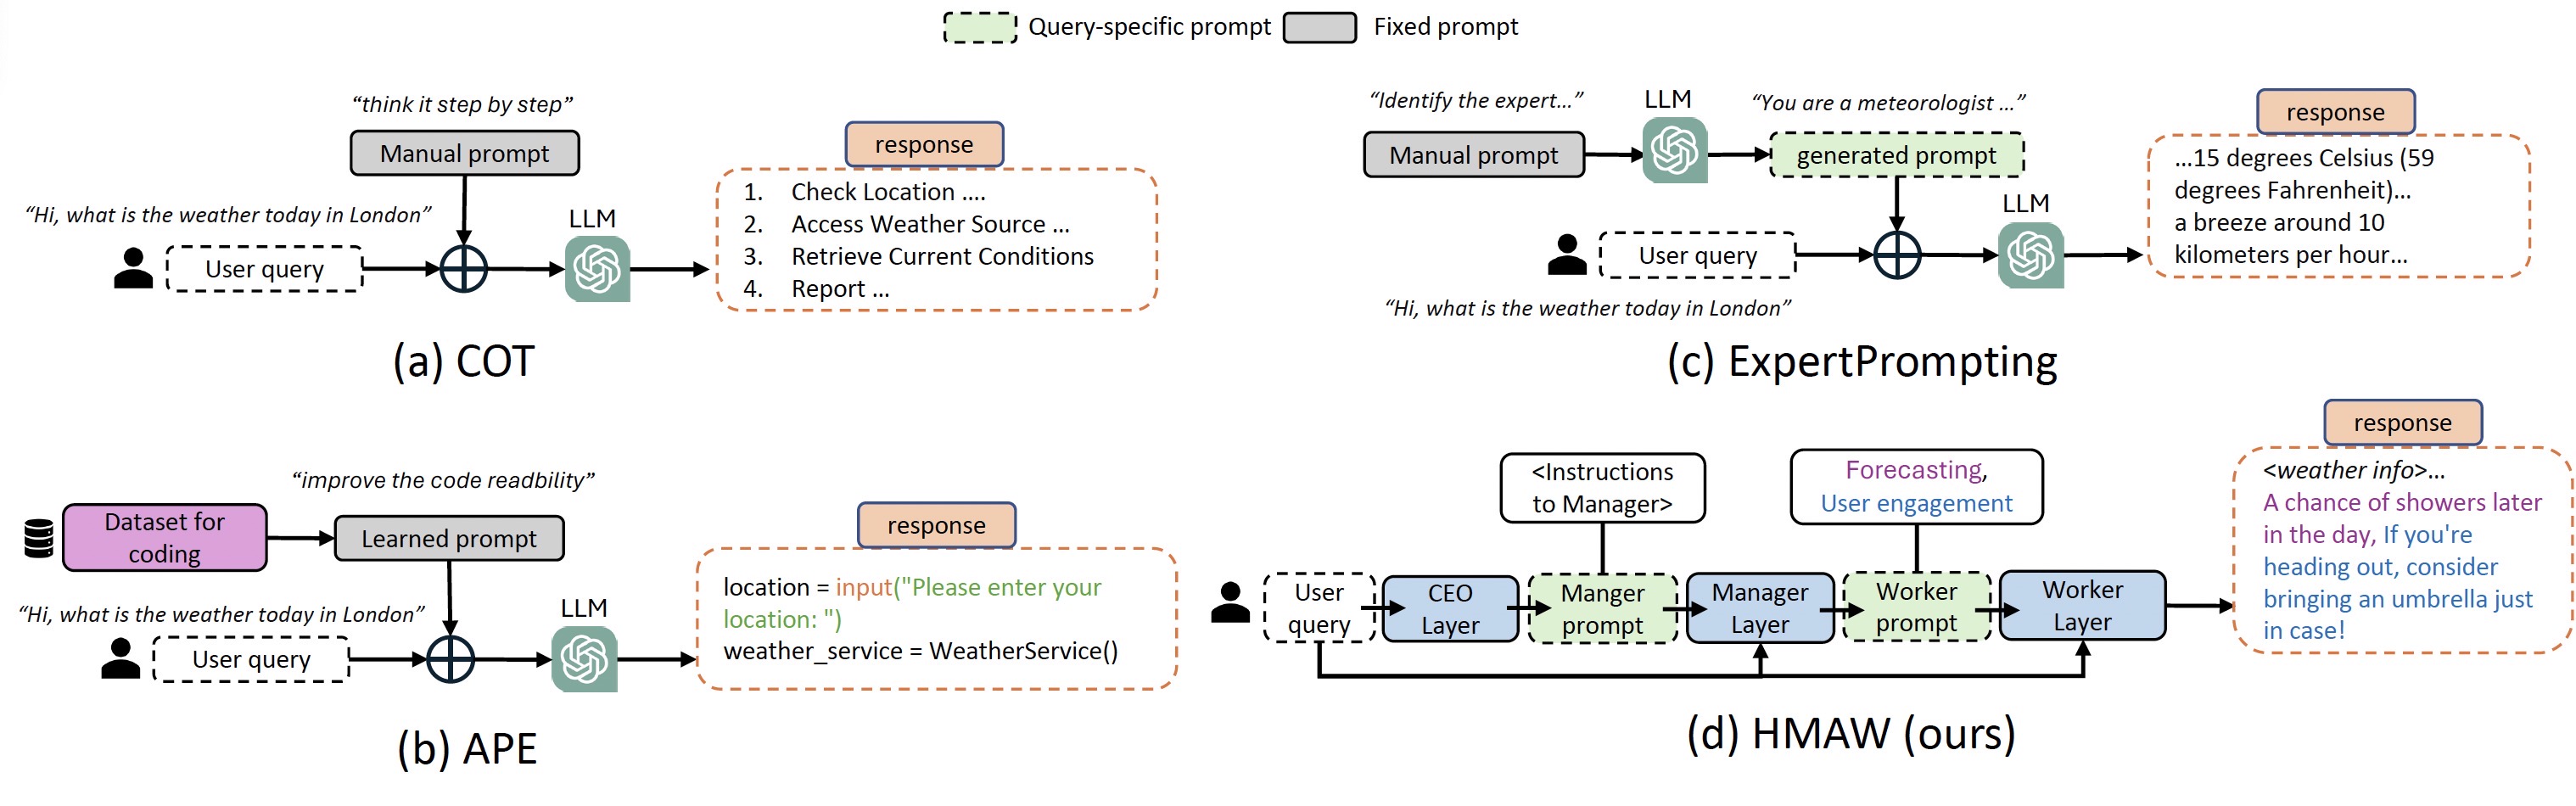 Query-specific prompt
Fixed prompt
“think it step by step”
Manual prompt
“Hi, what is the weather today in London”
User query
LLM
response
1. Check Location ....
2. Access Weather Source ...
3. Retrieve Current Conditions
4. Report ...
(a) COT
“Identify the expert...”
Manual prompt
LLM
“You are a meteorologist ...”
generated prompt
User query
“Hi, what is the weather today in London”
LLM
response
...15 degrees Celsius (59
degrees Fahrenheit)...
a breeze around 10
kilometers per hour...
(c) ExpertPrompting
“improve the code readbility”
Dataset for
coding
Learned prompt
“Hi, what is the weather today in London”
User query
LLM
response
location = input("Please enter your
location: ")
weather_service = WeatherService()
(b) APE
<Instructions
to Manager>
Forecasting,
User engagement
User
query
CEO
Layer
Manger
prompt
Manager
Layer
Worker
prompt
Worker
Layer
response
<weather info>...
A chance of showers later
in the day, If you're
heading out, consider
bringing an umbrella just
in case!
(d) HMAW (ours)